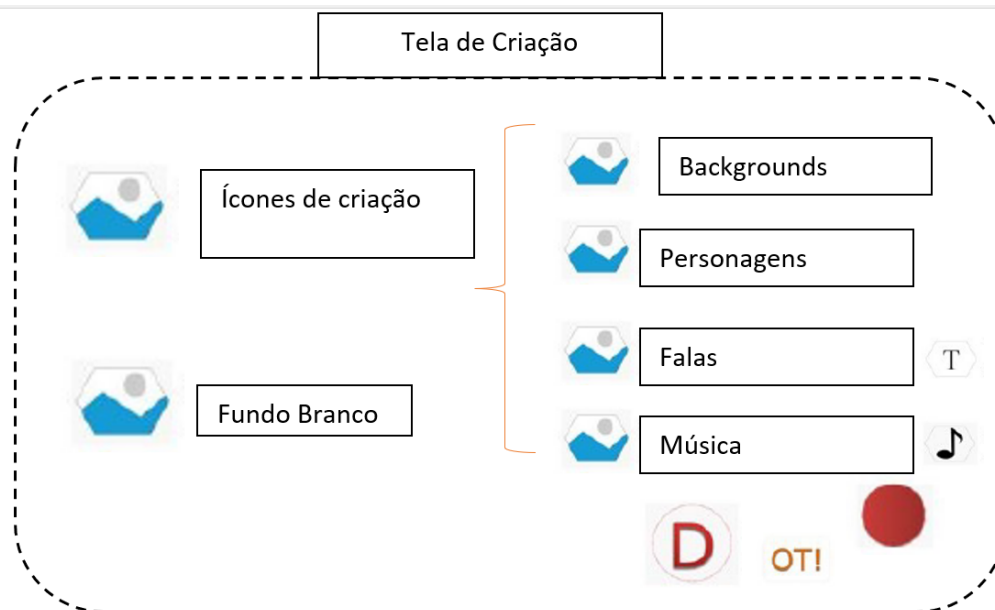 Tela de Criação
Ícones de criação
Fundo Branco
Backgrounds
Personagens
Falas
T
Música
D
OT!